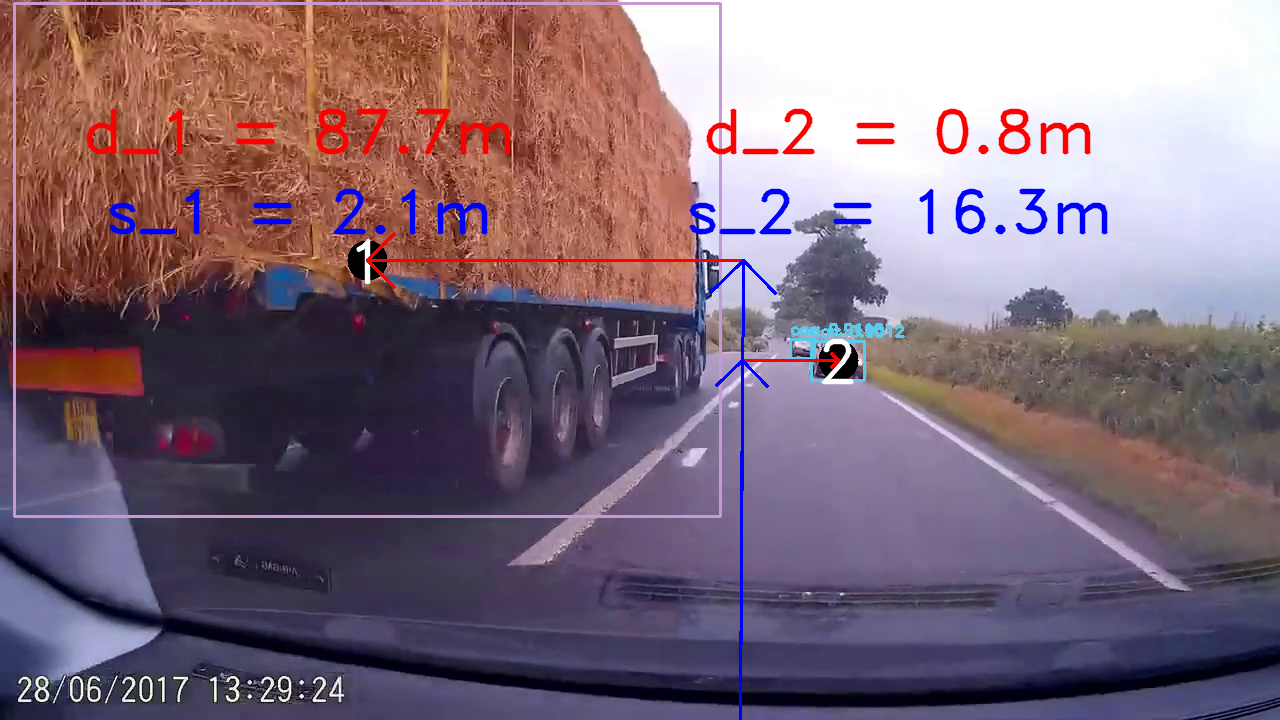 d_1 = 87.7m
d_2 = 0.8m
s_1 = 2.1m
s_2 = 16.3m
1
2
28/06/2017 13:29:24